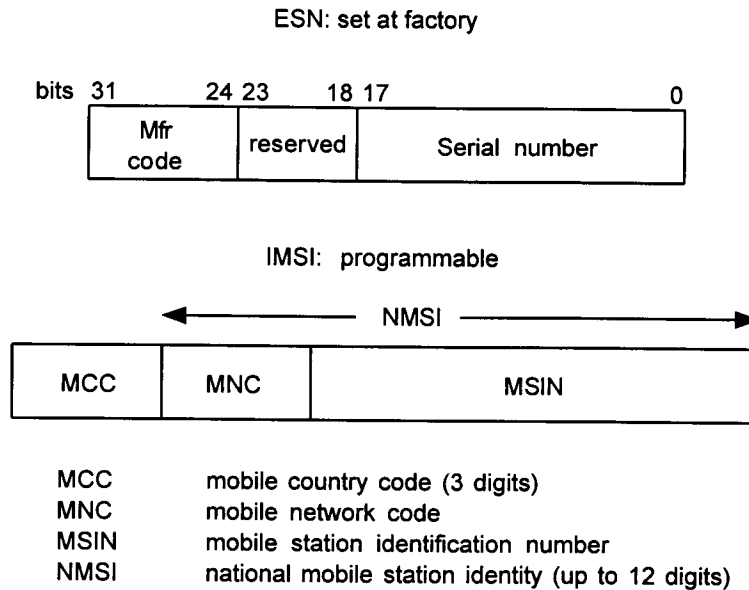 ESN: set at factory
bits 31 24 23 18 17 0
Mfr code reserved Serial number
IMSI: programmable
NMSI
MCC MNC MSIN
MCC mobile country code (3 digits)
MNC mobile network code
MSIN mobile station identification number
NMSI national mobile station identity (up to 12 digits)